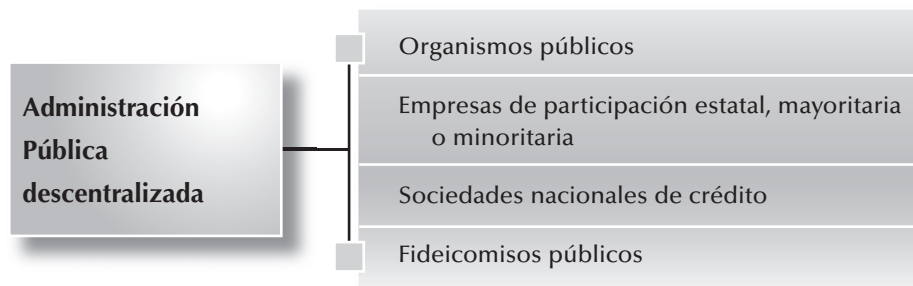 Administración
Pública
descentralizada
Organismos públicos
Empresas de participación estatal, mayoritaria
o minoritaria
Sociedades nacionales de crédito
Fideicomisos públicos